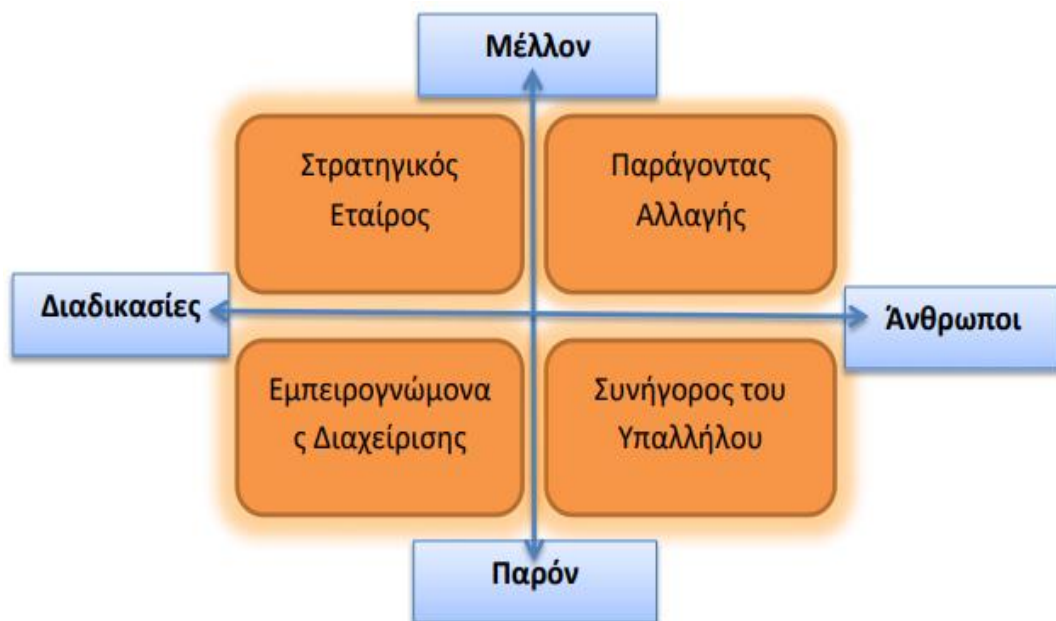 Μέλλον
Στρατηγικός
Εταίρος
Παράγοντας
Αλλαγής
Διαδικασίες
Άνθρωποι
Εμπειρογνώμονα
ς Διαχείρισης
Συνήγορος του
Υπαλλήλου
Παρόν